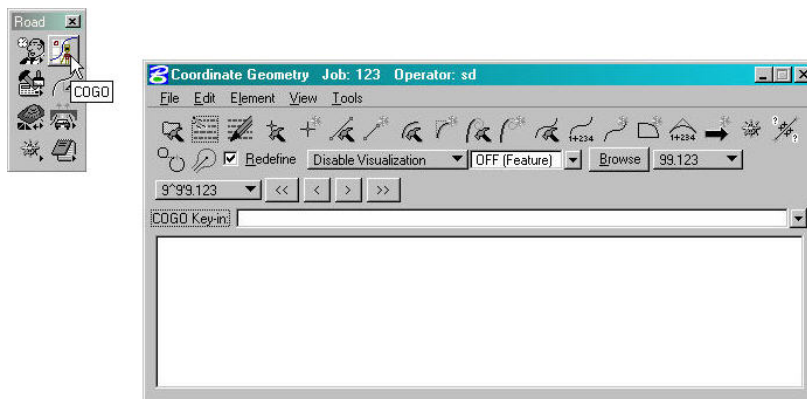 Road
COGO
Coordinate Geometry Job: 123 Operator: sd
File Edit Element View Tools
1+234
1+234
Redefine Disable Visualization OFF (Feature) Browse 99.123
9^9'9.123 << < > >>
COGO Key-in: